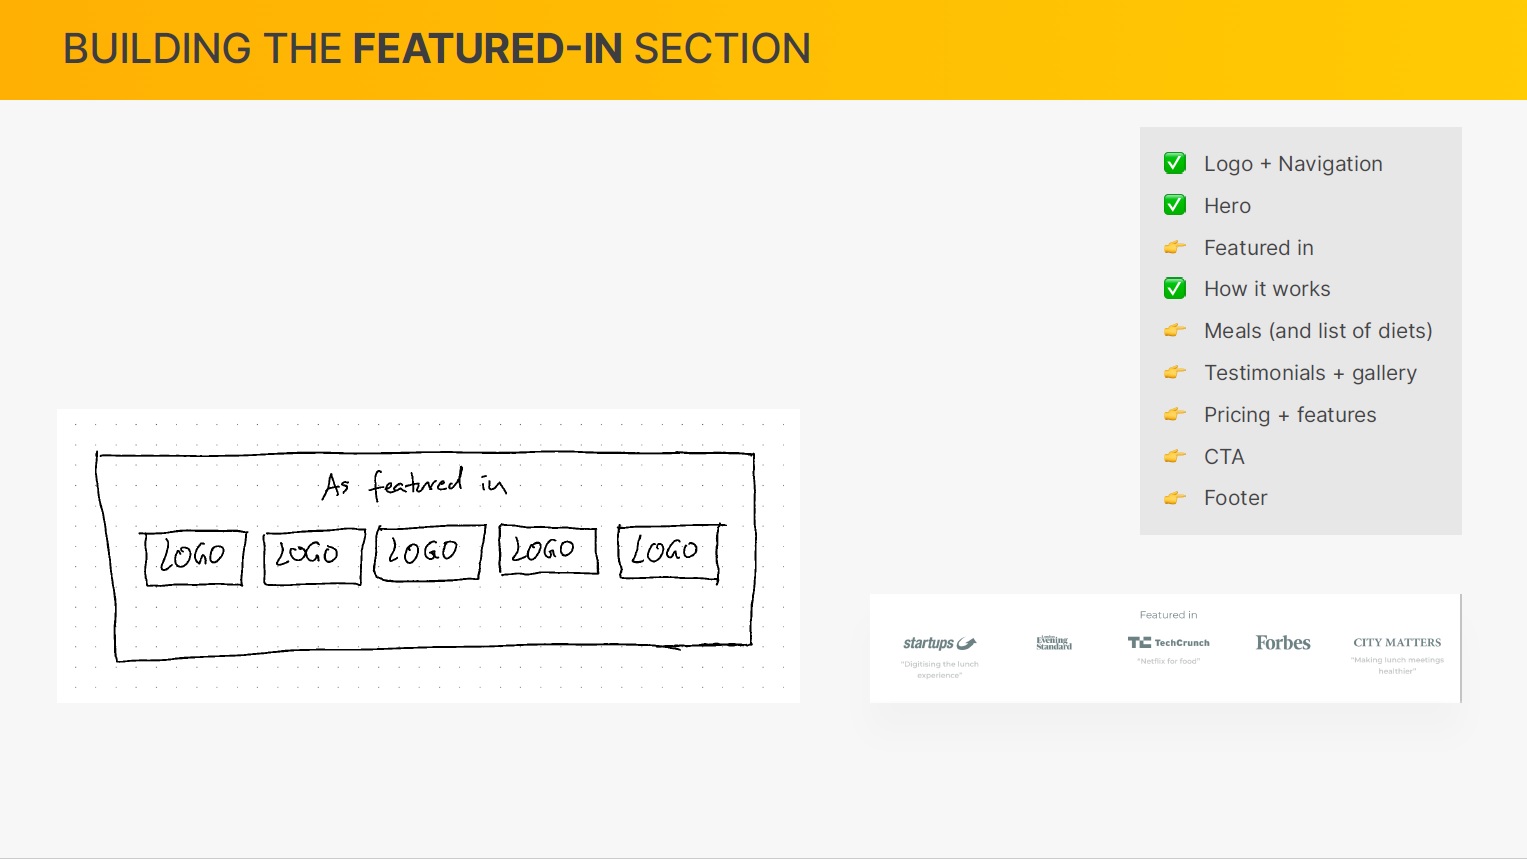 BUILDING THE FEATURED-IN SECTION
✅ Logo + Navigation
✅ Hero
👉 Featured in
✅ How it works
👉 Meals (and list of diets)
👉 Testimonials + gallery
👉 Pricing + features
👉 CTA
👉 Footer
As featured in
LOGO LOGO LOGO LOGO LOGO
Featured in
startups
London
Evening
Standard
TechCrunch
Forbes
CITY MATTERS
"Digitising the lunch
experience"
"Netflix for food"
"Making lunch meetings
healthier"